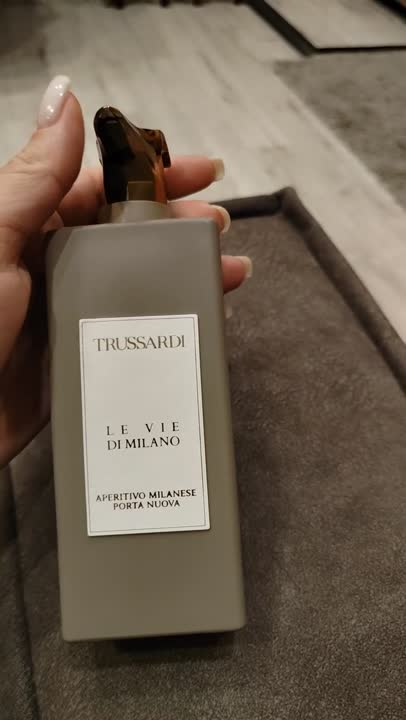 TRUSSARDI
LE VIE
DI MILANO
APERITIVO MILANESE
PORTA NUOVA